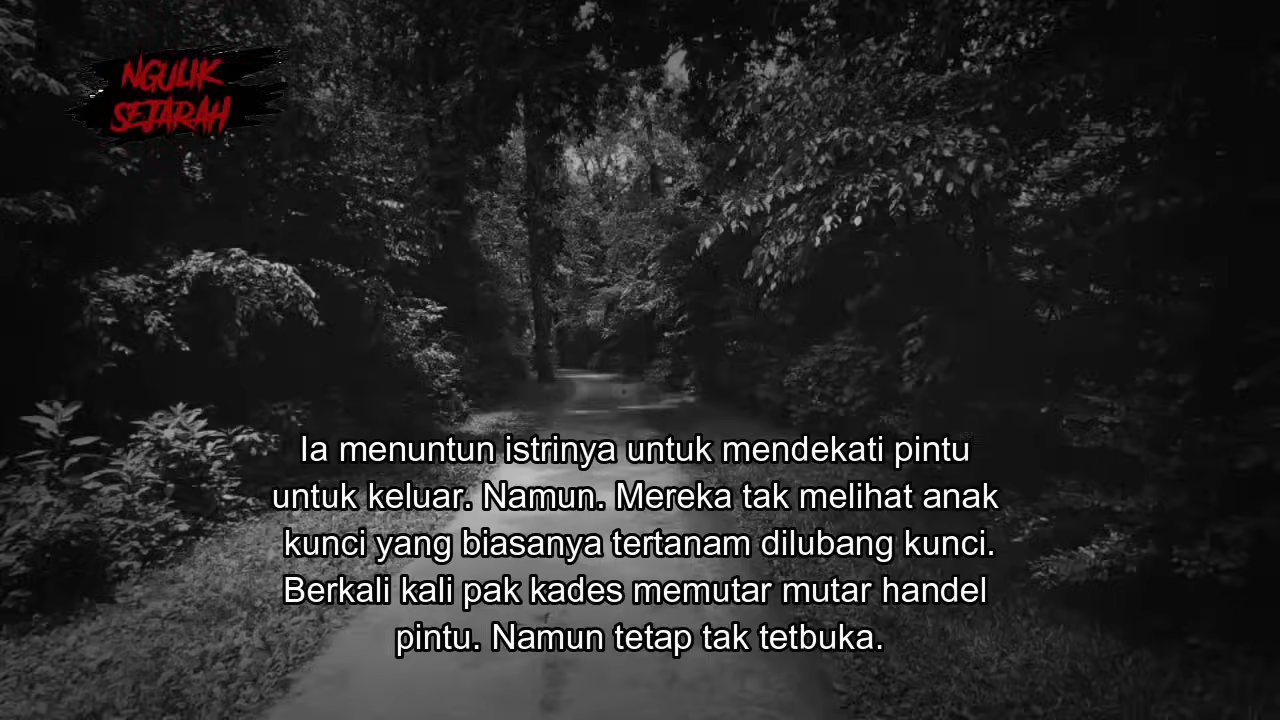 NGULIK
SEJARAH
Ia menuntun istrinya untuk mendekati pintu
untuk keluar. Namun. Mereka tak melihat anak
kunci yang biasanya tertanam dilubang kunci.
Berkali kali pak kades memutar mutar handel
pintu. Namun tetap tak tetbuka.